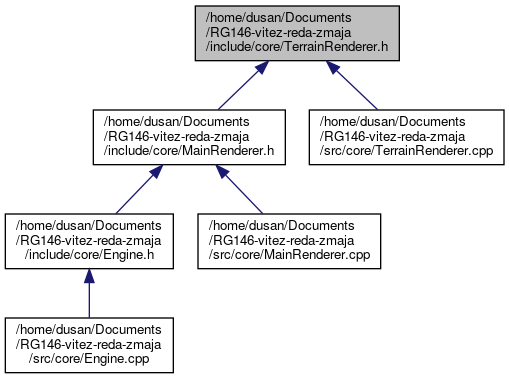 /home/dusan/Documents
/RG146-vitez-reda-zmaja
/include/core/TerrainRenderer.h
/home/dusan/Documents
/RG146-vitez-reda-zmaja
/include/core/MainRenderer.h
/home/dusan/Documents
/RG146-vitez-reda-zmaja
/src/core/TerrainRenderer.cpp
/home/dusan/Documents
/RG146-vitez-reda-zmaja
/include/core/Engine.h
/home/dusan/Documents
/RG146-vitez-reda-zmaja
/src/core/MainRenderer.cpp
/home/dusan/Documents
/RG146-vitez-reda-zmaja
/src/core/Engine.cpp